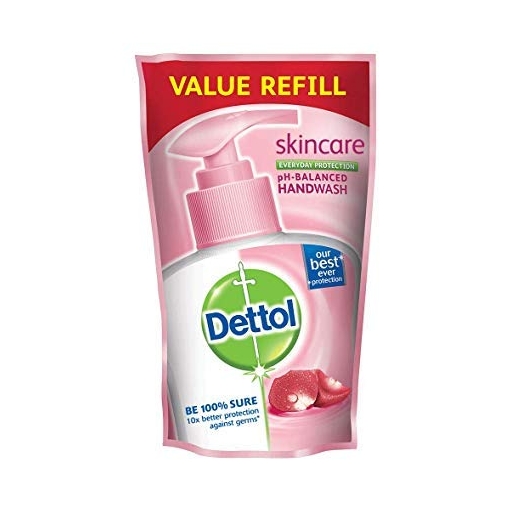 VALUE REFILL
skincare
EVERYDAY PROTECTION
pH-BALANCED
HANDWASH
our
best*
ever
*protection
Dettol
BE 100% SURE
10x better protection
against germs*